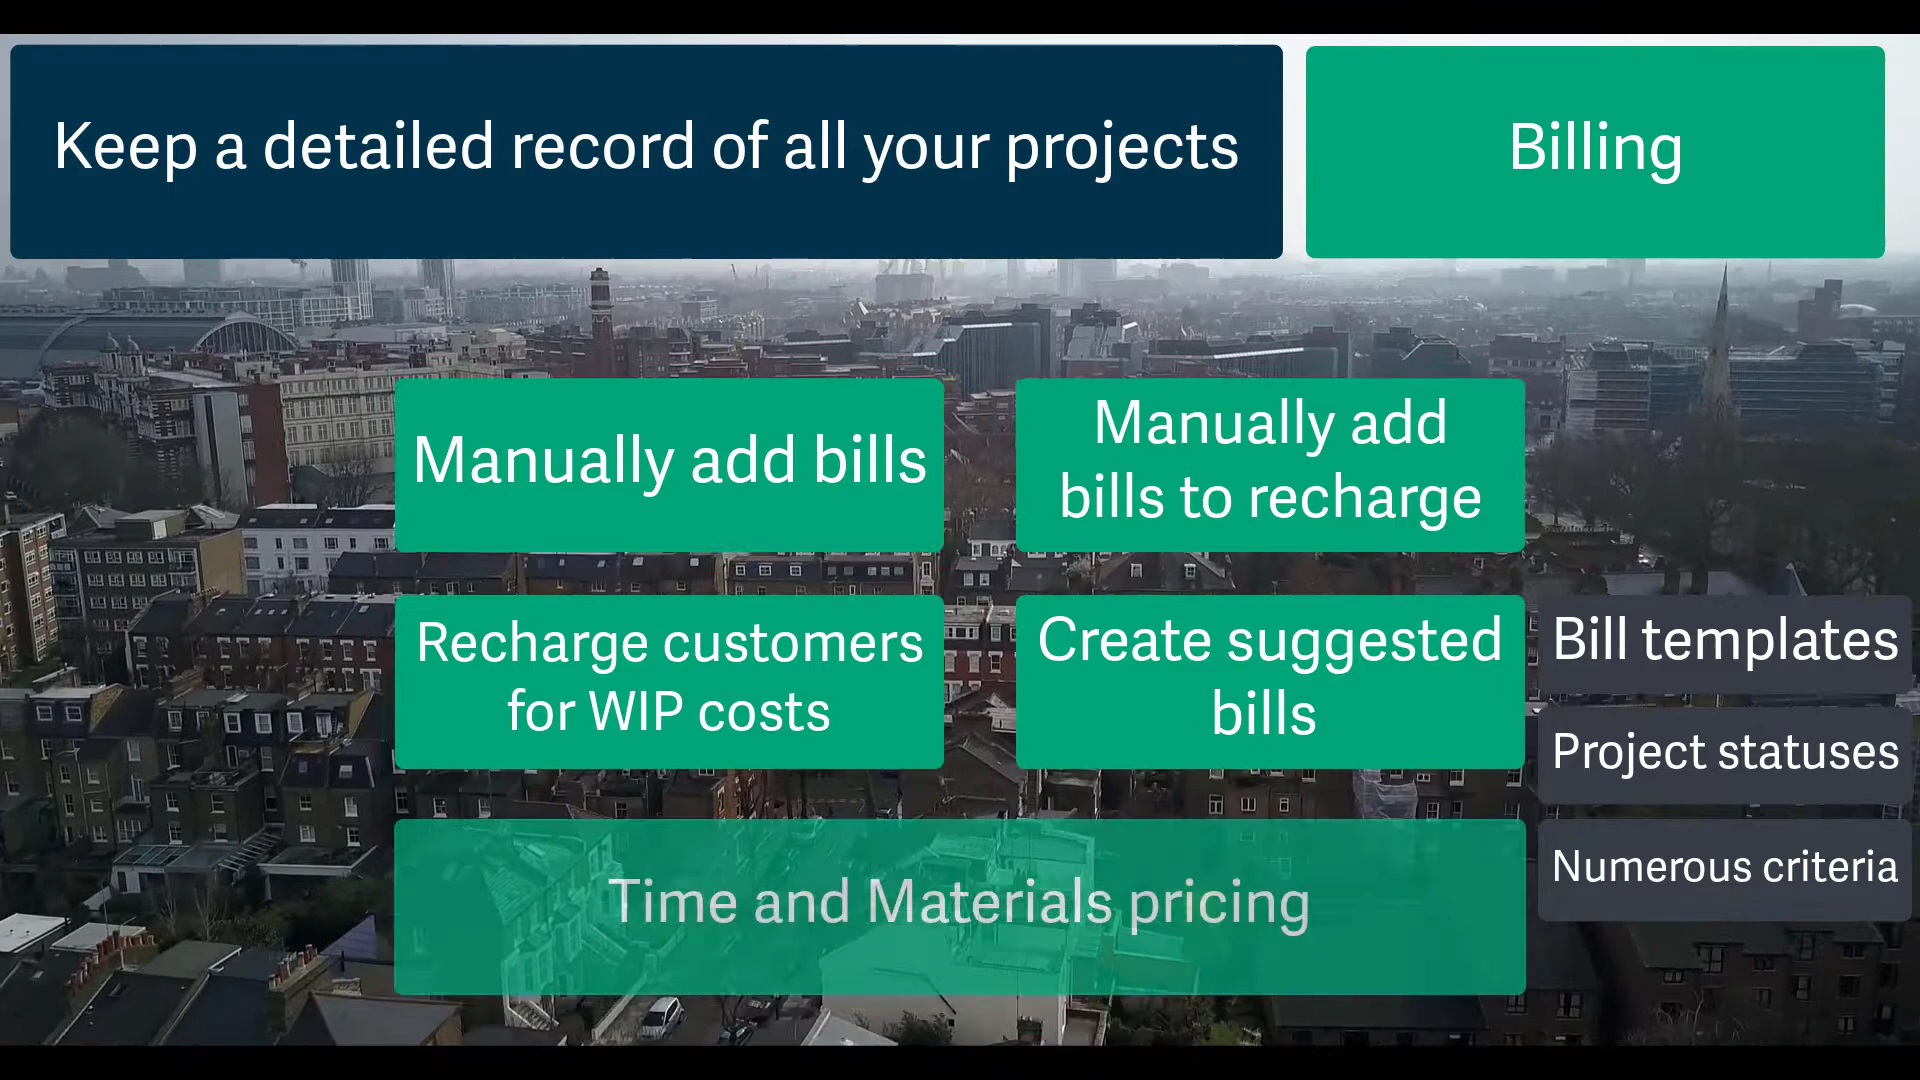 Keep a detailed record of all your projects
Billing
Manually add bills
Manually add
bills to recharge
Recharge customers
for WIP costs
Create suggested
bills
Bill templates
Project statuses
Numerous criteria
Time and Materials pricing